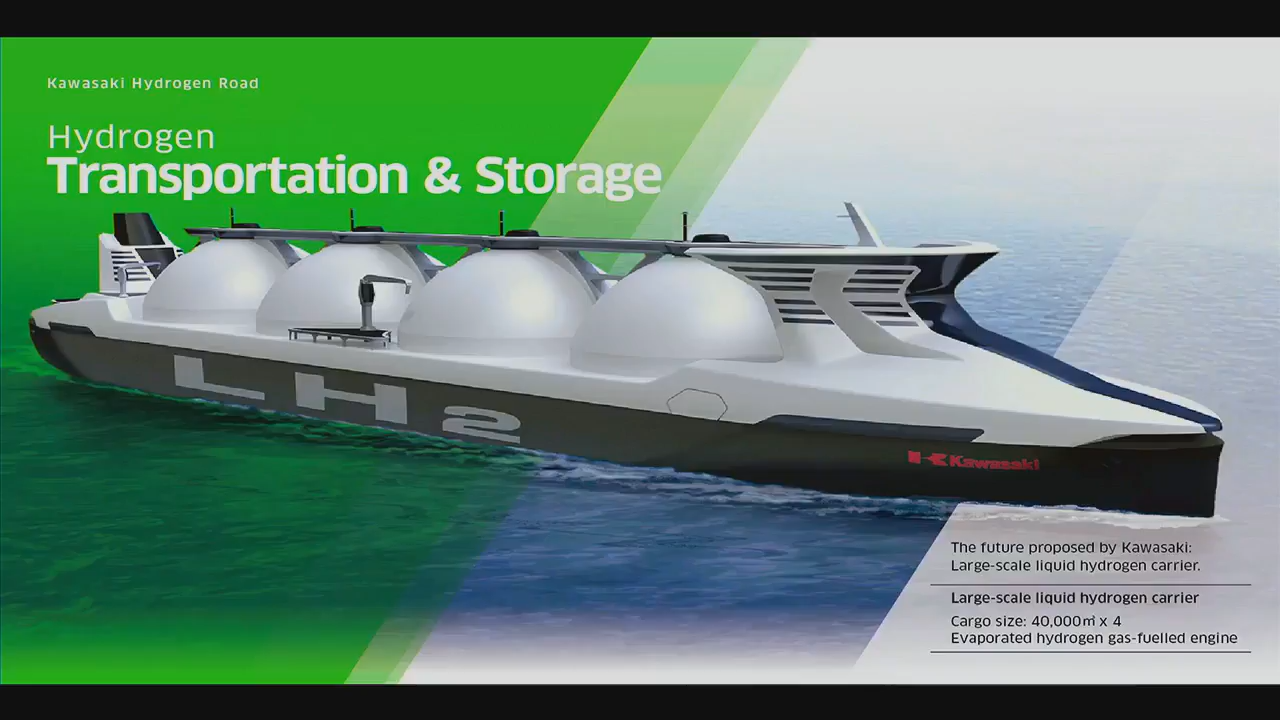 Kawasaki Hydrogen Road
Hydrogen
Transportation & Storage
LH2
Kawasaki
The future proposed by Kawasaki:
Large-scale liquid hydrogen carrier.
Large-scale liquid hydrogen carrier
Cargo size: 40,000㎥ x 4
Evaporated hydrogen gas-fuelled engine